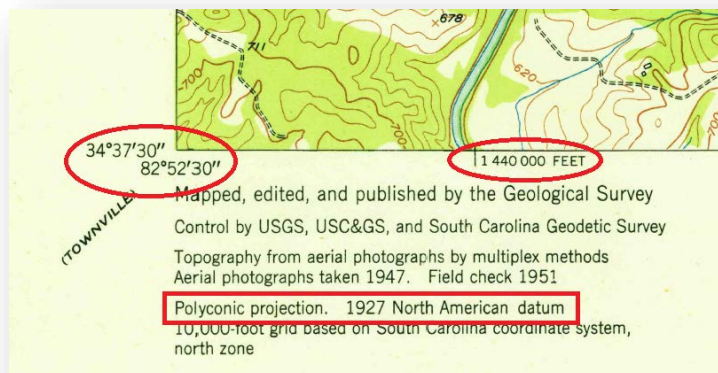 678
711
620
700
700
700
34°37'30"
82°52'30"
1 440 000 FEET
(TOWNVILLE)
Mapped, edited, and published by the Geological Survey
Control by USGS, USC&GS, and South Carolina Geodetic Survey
Topography from aerial photographs by multiplex methods
Aerial photographs taken 1947. Field check 1951
Polyconic projection. 1927 North American datum
10,000-foot grid based on South Carolina coordinate system,
north zone